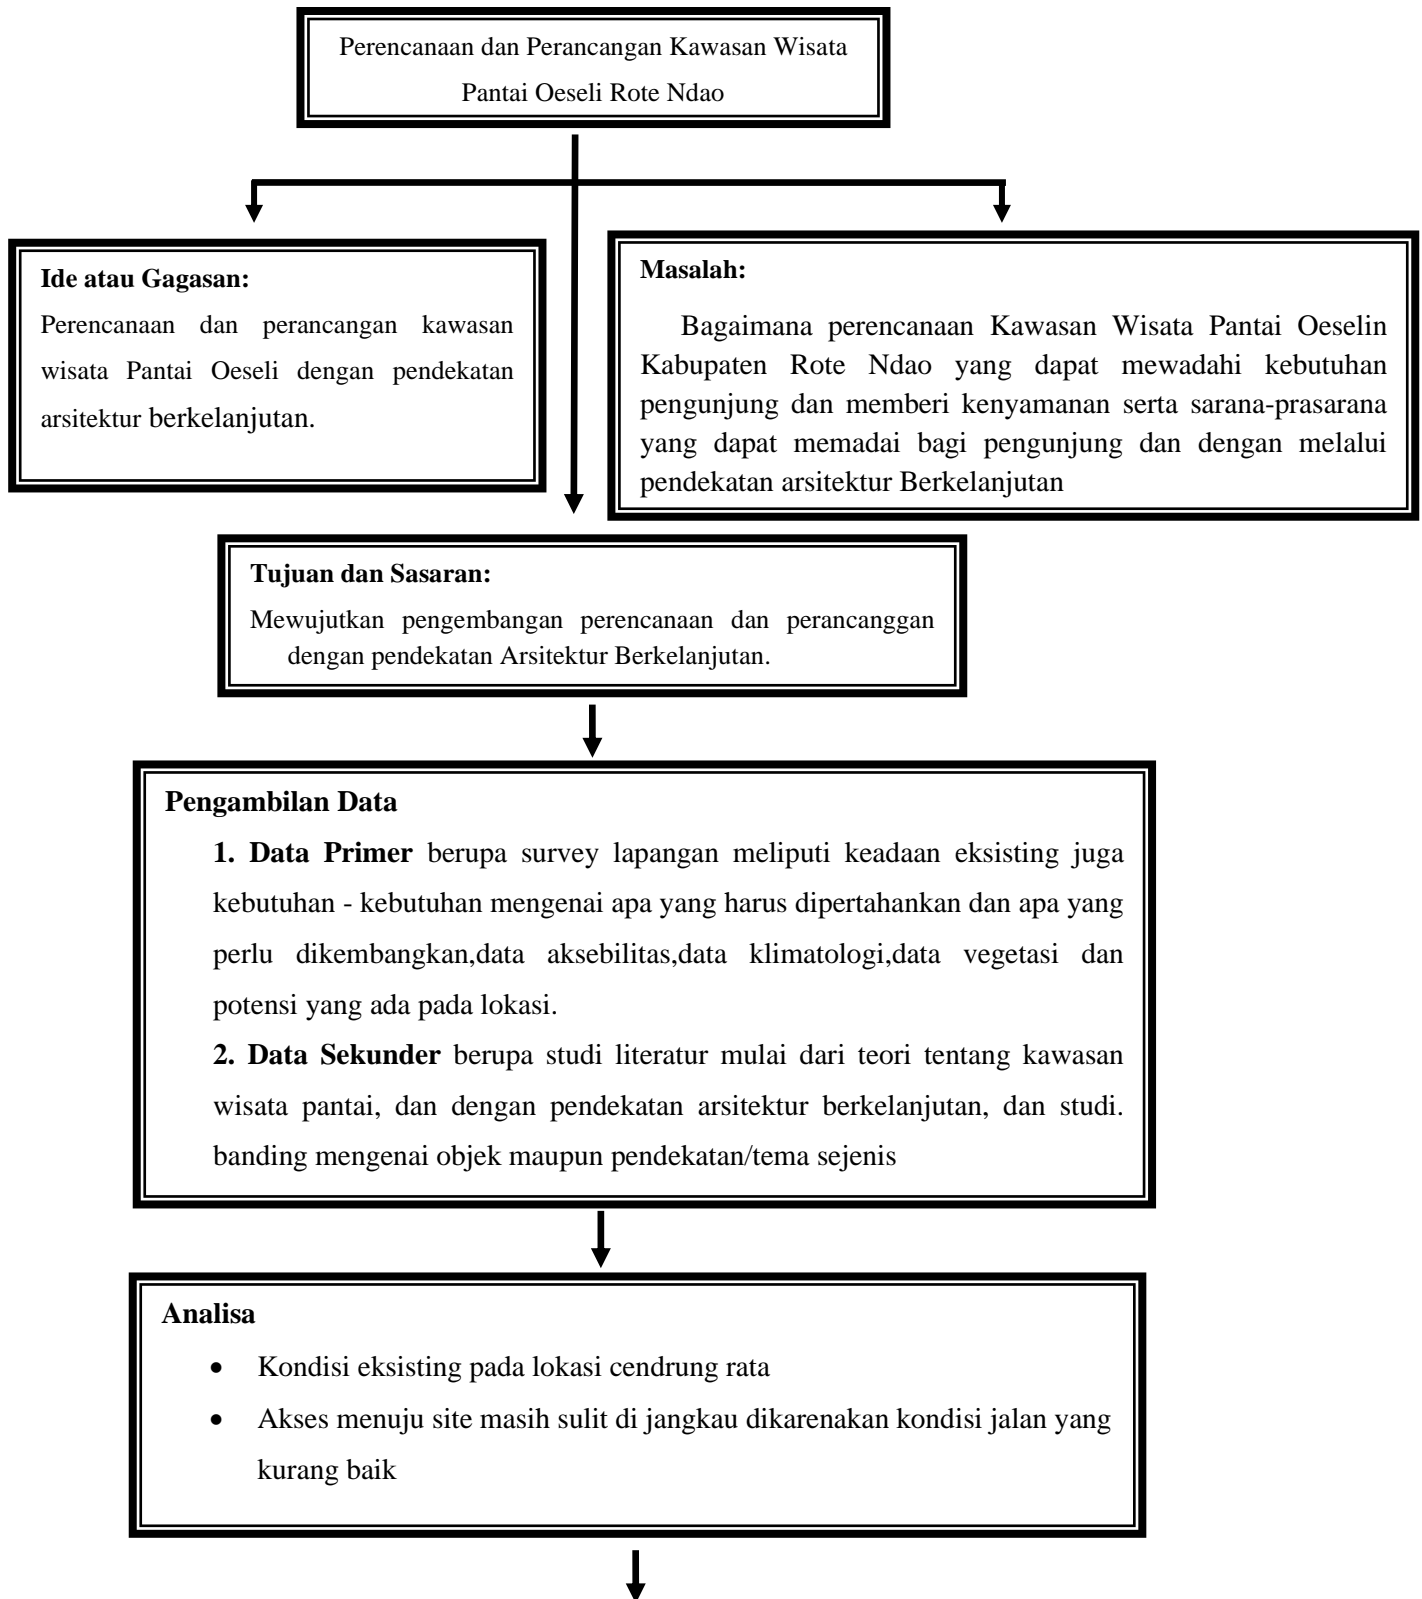 Perencanaan dan Perancangan Kawasan Wisata
Pantai Oeseli Rote Ndao
Ide atau Gagasan:
Perencanaan dan perancangan kawasan
wisata Pantai Oeseli dengan pendekatan
arsitektur berkelanjutan.
Masalah:
Bagaimana perencanaan Kawasan Wisata Pantai Oeselin
Kabupaten Rote Ndao yang dapat mewadahi kebutuhan
pengunjung dan memberi kenyamanan serta sarana-prasarana
yang dapat memadai bagi pengunjung dan dengan melalui
pendekatan arsitektur Berkelanjutan
Tujuan dan Sasaran:
Mewujutkan pengembangan perencanaan dan perancanggan
dengan pendekatan Arsitektur Berkelanjutan.
Pengambilan Data
1. Data Primer berupa survey lapangan meliputi keadaan eksisting juga
kebutuhan - kebutuhan mengenai apa yang harus dipertahankan dan apa yang
perlu dikembangkan,data aksebilitas,data klimatologi,data vegetasi dan
potensi yang ada pada lokasi.
2. Data Sekunder berupa studi literatur mulai dari teori tentang kawasan
wisata pantai, dan dengan pendekatan arsitektur berkelanjutan, dan studi.
banding mengenai objek maupun pendekatan/tema sejenis
Analisa
• Kondisi eksisting pada lokasi cendrung rata
• Akses menuju site masih sulit di jangkau dikarenakan kondisi jalan yang
kurang baik